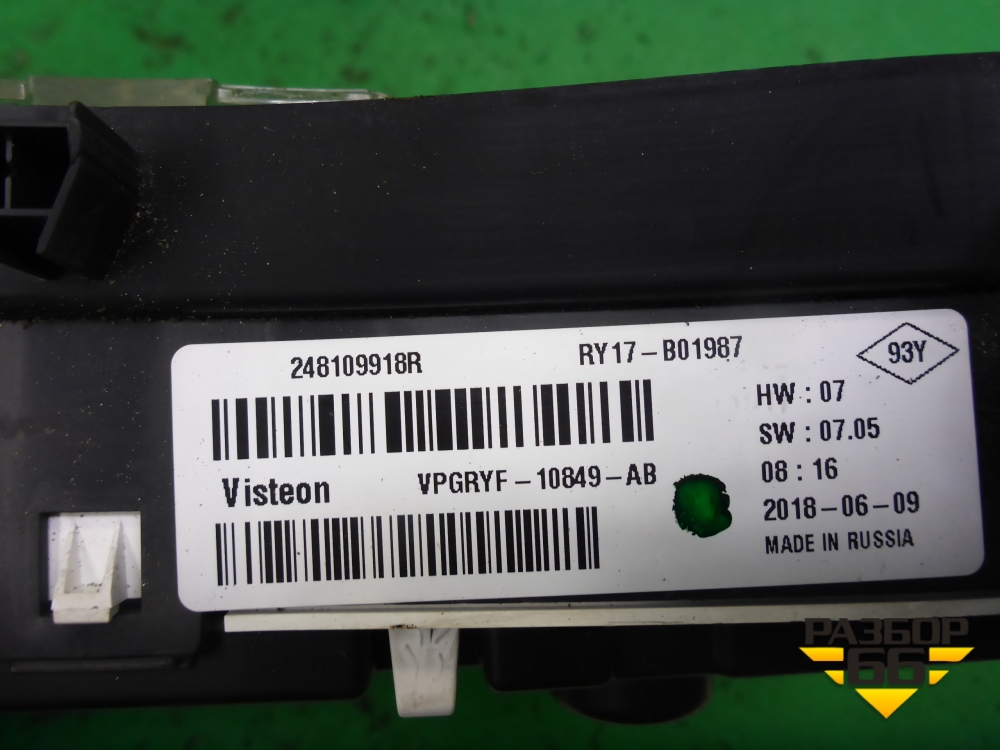 248109918R
RY17-B01987
93Y
HW : 07
SW : 07.05
Visteon
VPGRYF-10849-AB
08 : 16
2018-06-09
MADE IN RUSSIA
РАЗБОР
66